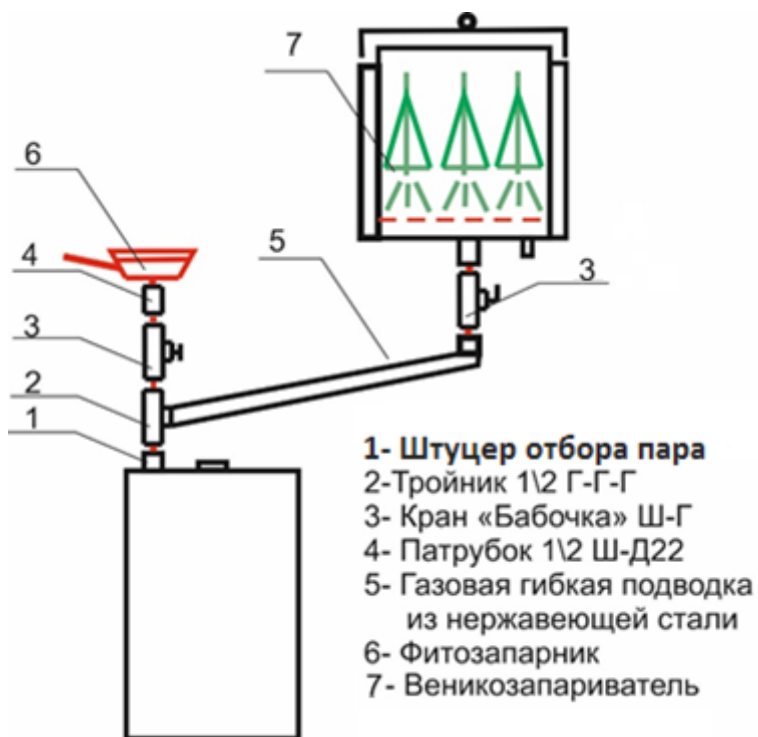 7
6
5
4
3
3
2
1
1- Штуцер отбора пара
2-Тройник 1\2 Г-Г-Г
3- Кран «Бабочка» Ш-Г
4- Патрубок 1\2 Ш-Д22
5- Газовая гибкая подводка
из нержавеющей стали
6- Фитозапарник
7- Веникозапариватель